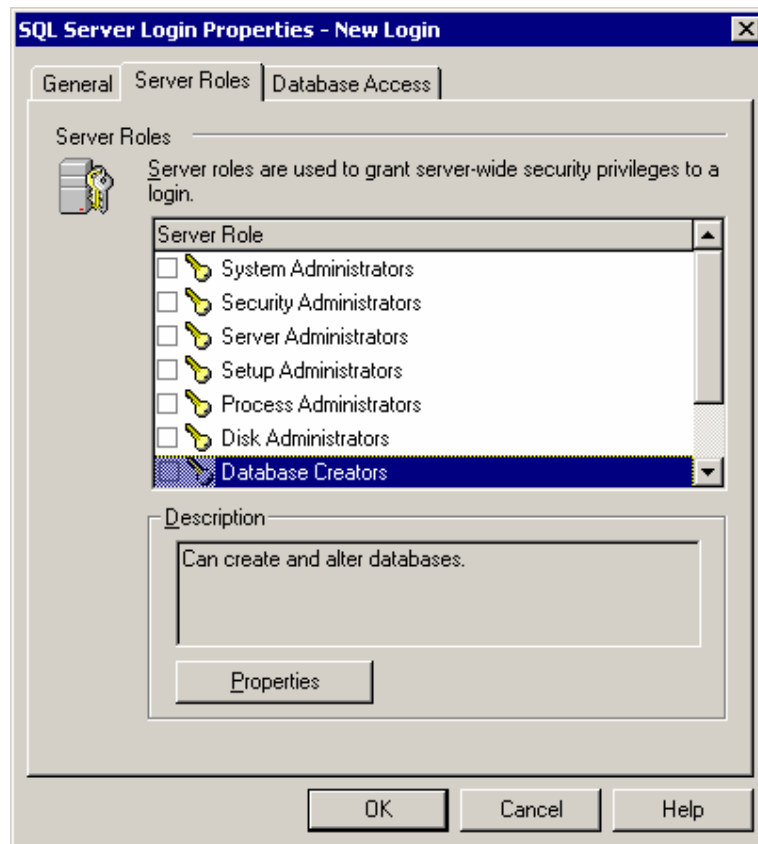 SQL Server Login Properties - New Login
General
Server Roles
Database Access
Server Roles
Server roles are used to grant server-wide security privileges to a
login.
Server Role
System Administrators
Security Administrators
Server Administrators
Setup Administrators
Process Administrators
Disk Administrators
Database Creators
Description
Can create and alter databases.
Properties
OK
Cancel
Help